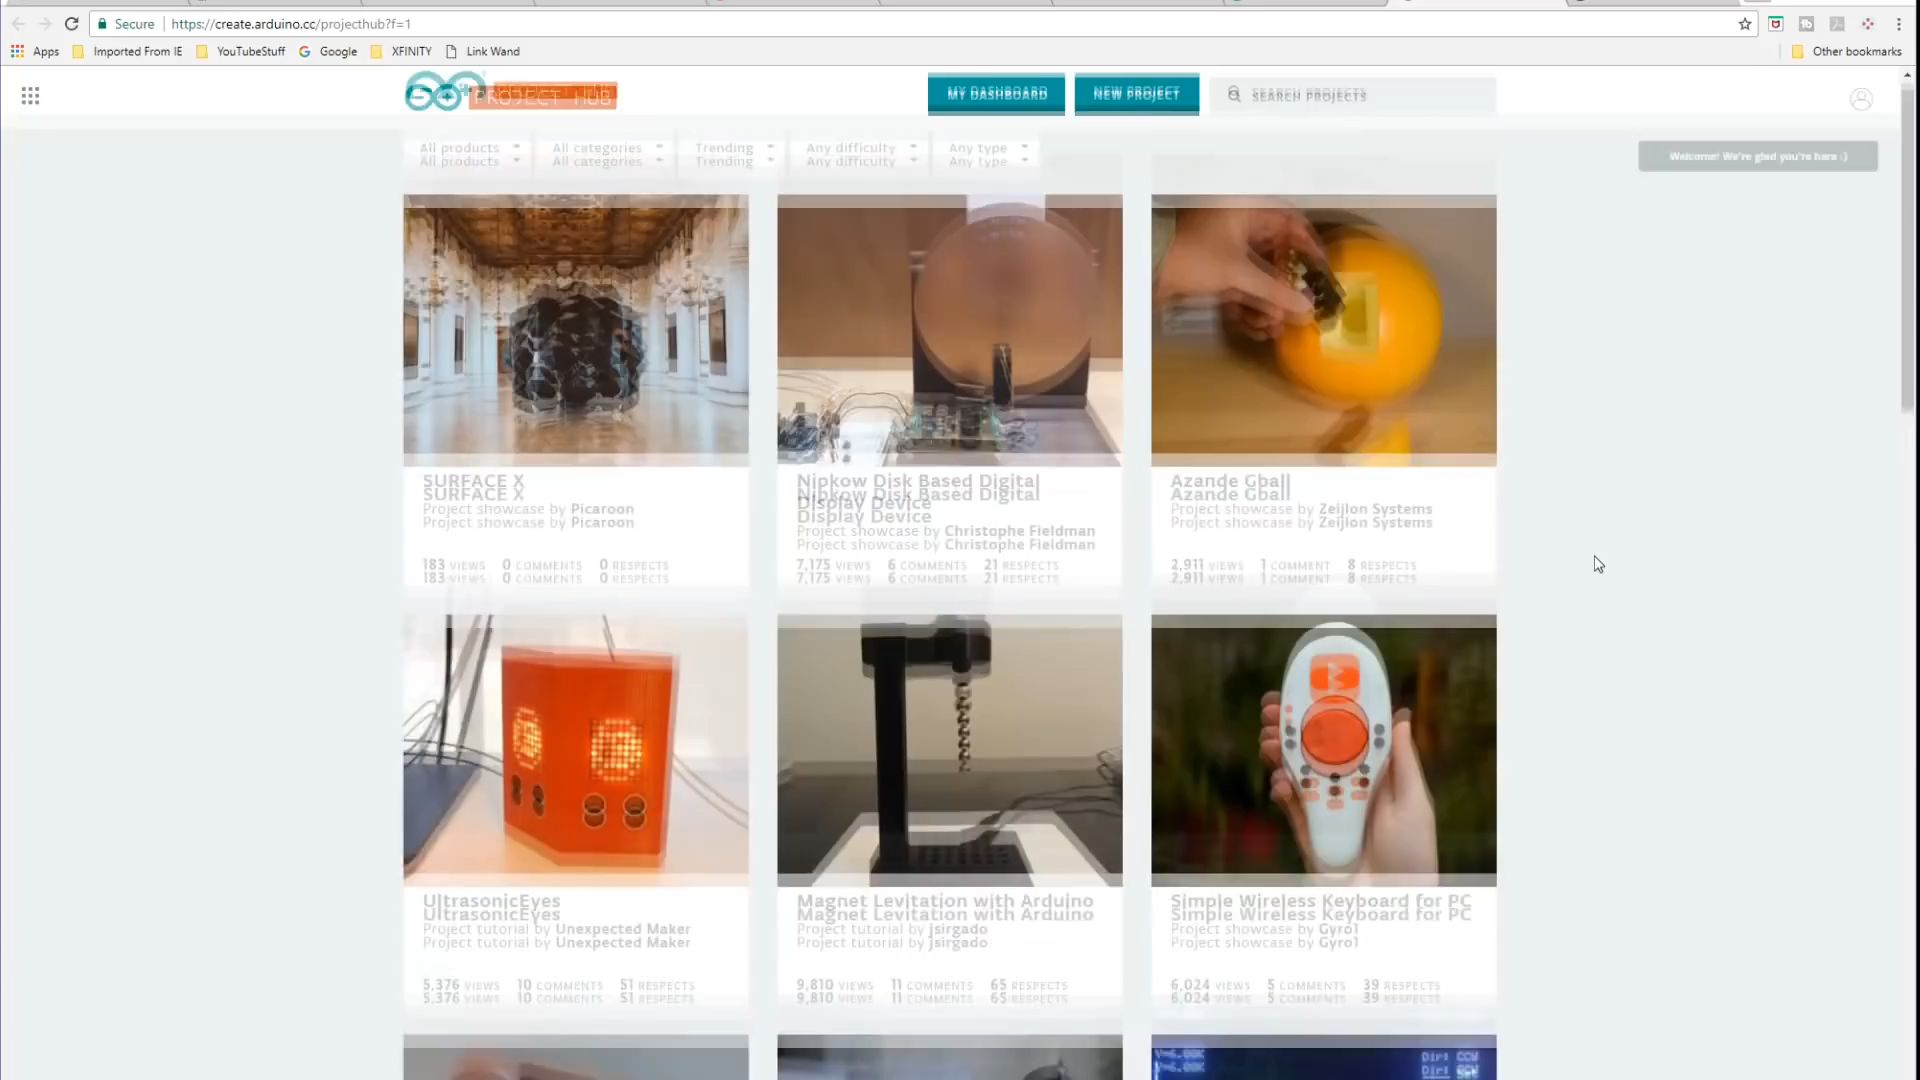 Secure https://create.arduino.cc/projecthub?f=1
Apps Imported From IE YouTubeStuff Google XFINITY Link Wand Other bookmarks
PROJECT HUB MY DASHBOARD NEW PROJECT SEARCH PROJECTS
All products All categories Trending Any difficulty Any type
All products All categories Trending Any difficulty Any type
Welcome! We're glad you're here :)
SURFACE X
SURFACE X
Project showcase by Picaroon
Project showcase by Picaroon
183 VIEWS 0 COMMENTS 0 RESPECTS
183 VIEWS 0 COMMENTS 0 RESPECTS
Nipkow Disk Based Digital
Nipkow Disk Based Digital
Display Device
Display Device
Project showcase by Christophe Fieldman
Project showcase by Christophe Fieldman
7,175 VIEWS 6 COMMENTS 21 RESPECTS
7,175 VIEWS 6 COMMENTS 21 RESPECTS
Azande Gball
Azande Gball
Project showcase by Zeijlon Systems
Project showcase by Zeijlon Systems
2,911 VIEWS 1 COMMENT 8 RESPECTS
2,911 VIEWS 1 COMMENT 8 RESPECTS
UltrasonicEyes
UltrasonicEyes
Project tutorial by Unexpected Maker
Project tutorial by Unexpected Maker
5,376 VIEWS 10 COMMENTS 51 RESPECTS
5,376 VIEWS 10 COMMENTS 51 RESPECTS
Magnet Levitation with Arduino
Magnet Levitation with Arduino
Project tutorial by jsirgado
Project tutorial by jsirgado
9,810 VIEWS 11 COMMENTS 65 RESPECTS
9,810 VIEWS 11 COMMENTS 65 RESPECTS
Simple Wireless Keyboard for PC
Simple Wireless Keyboard for PC
Project showcase by Gyro1
Project showcase by Gyro1
6,024 VIEWS 5 COMMENTS 39 RESPECTS
6,024 VIEWS 5 COMMENTS 39 RESPECTS
V=6.00K Dir: CCW
V=6.00K Dir: